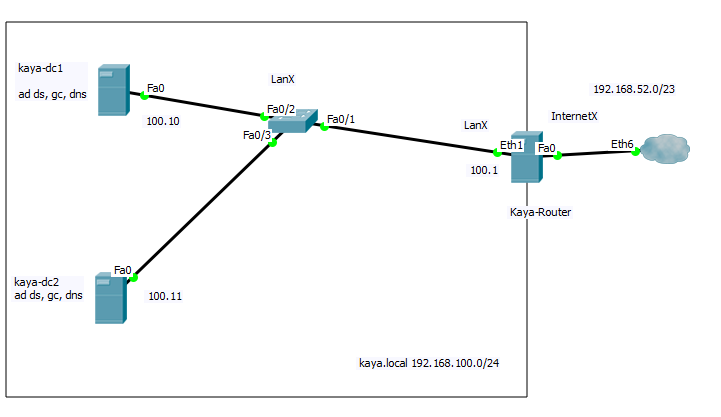 kaya-dc1
ad ds, gc, dns
Fa0
100.10
LanX
Fa0/2
Fa0/1
Fa0/3
LanX
Eth1
100.1
192.168.52.0/23
InternetX
Fa0
Eth6
Kaya-Router
kaya-dc2
ad ds, gc, dns
Fa0
100.11
kaya.local 192.168.100.0/24